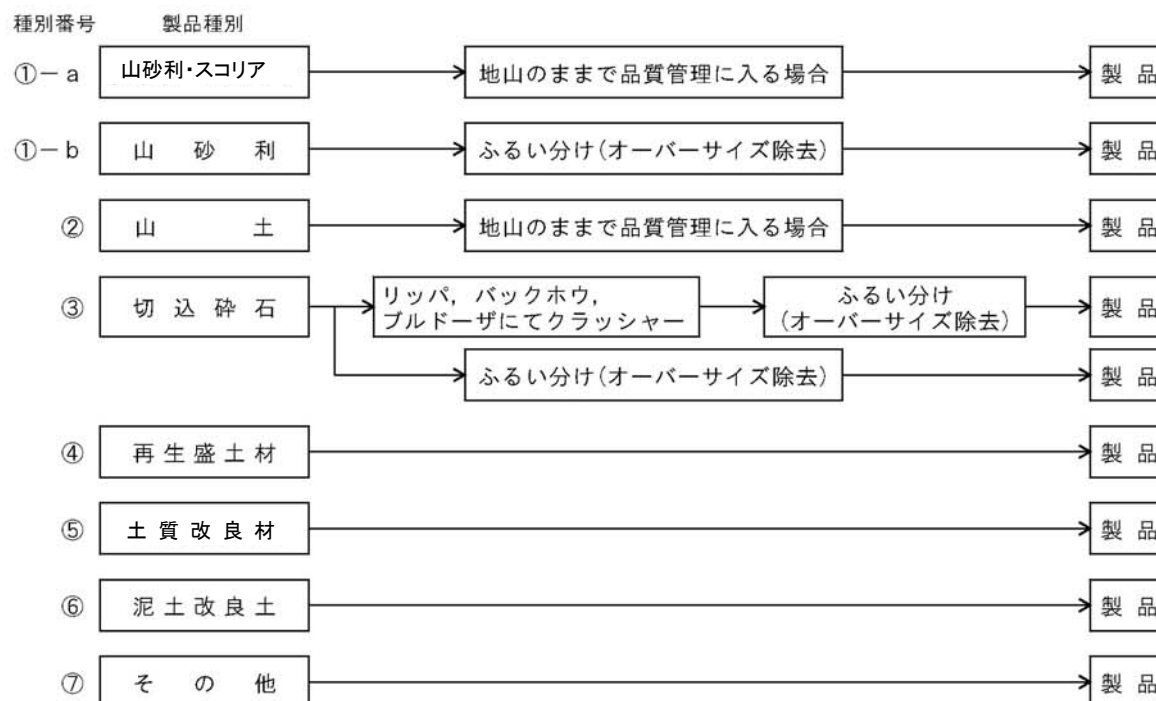 種別番号 製品種別
①－a 山砂利・スコリア 地山のままで品質管理に入る場合 製品
①－b 山砂利 ふるい分け(オーバーサイズ除去) 製品
② 山土 地山のままで品質管理に入る場合 製品
③ 切込砕石 リッパ，バックホウ，
ブルドーザにてクラッシャー ふるい分け
(オーバーサイズ除去) 製品
ふるい分け(オーバーサイズ除去) 製品
④ 再生盛土材 製品
⑤ 土質改良材 製品
⑥ 泥土改良土 製品
⑦ その他 製品